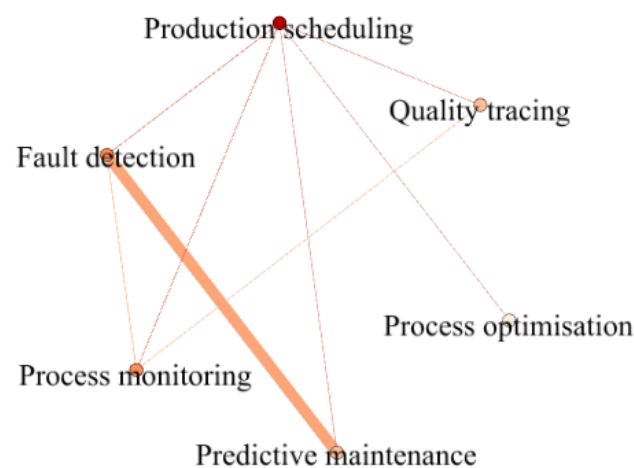 Production scheduling
Quality tracing
Fault detection
Process optimisation
Process monitoring
Predictive maintenance